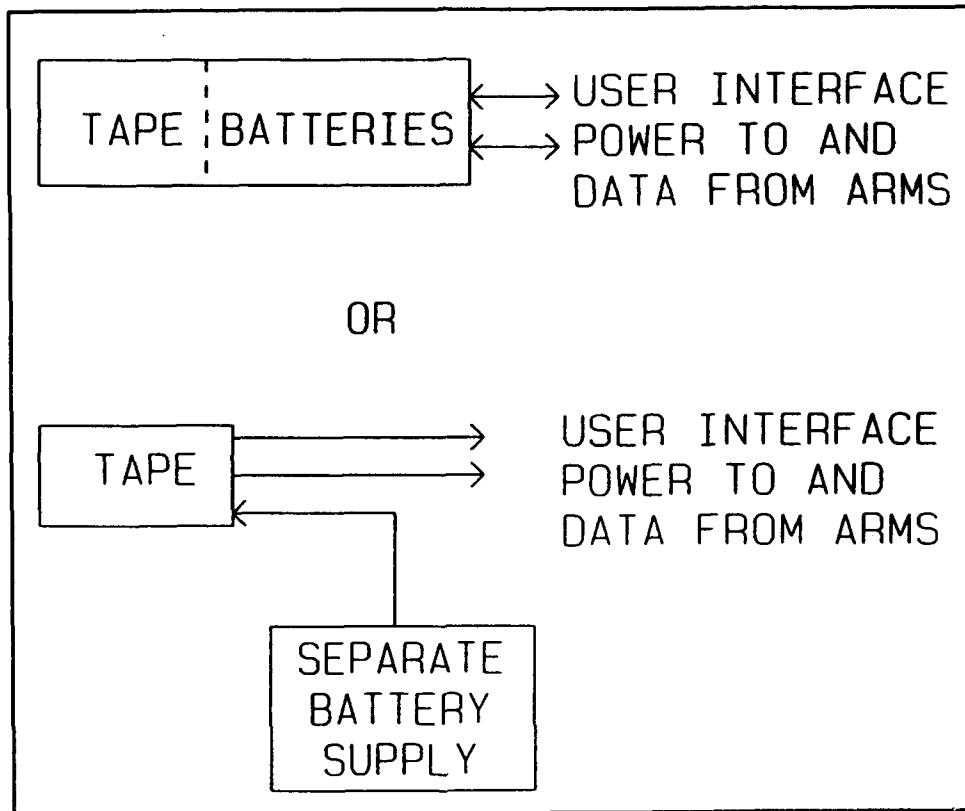 TAPE BATTERIES
USER INTERFACE
POWER TO AND
DATA FROM ARMS
OR
TAPE
USER INTERFACE
POWER TO AND
DATA FROM ARMS
SEPARATE
BATTERY
SUPPLY